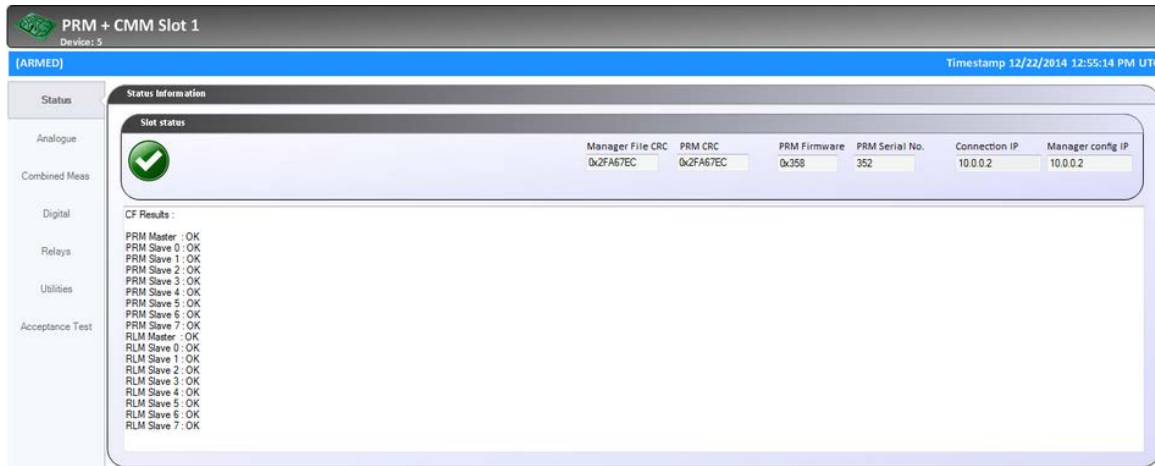 PRM + CMM Slot 1
Device: 5
(ARMED) Timestamp 12/22/2014 12:55:14 PM UT
Status
Analogue
Combined Meas
Digital
Relays
Utilities
Acceptance Test
Status Information
Slot status
Manager File CRC PRM CRC PRM Firmware PRM Serial No. Connection IP Manager config IP
0x2FA67EC 0x2FA67EC 0x358 352 10.0.0.2 10.0.0.2
CF Results :
PRM Master : OK
PRM Slave 0 : OK
PRM Slave 1 : OK
PRM Slave 2 : OK
PRM Slave 3 : OK
PRM Slave 4 : OK
PRM Slave 5 : OK
PRM Slave 6 : OK
PRM Slave 7 : OK
RLM Master : OK
RLM Slave 0 : OK
RLM Slave 1 : OK
RLM Slave 2 : OK
RLM Slave 3 : OK
RLM Slave 4 : OK
RLM Slave 5 : OK
RLM Slave 6 : OK
RLM Slave 7 : OK